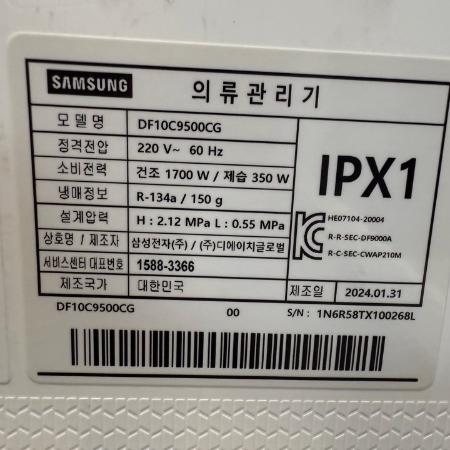 SAMSUNG 의류관리기
모델명 DF10C9500CG
정격전압 220 V~ 60 Hz
소비전력 건조 1700 W / 제습 350 W
냉매정보 R-134a / 150 g
설계압력 H : 2.12 MPa L : 0.55 MPa
상호명 / 제조자 삼성전자(주) / (주)디에이치글로벌
서비스센터 대표번호 1588-3366
제조국가 대한민국
IPX1
HE07104-20004
R-R-SEC-DF9000A
R-C-SEC-CWAP210M
제조일 2024.01.31
DF10C9500CG 00 S/N : 1N6R58TX100268L